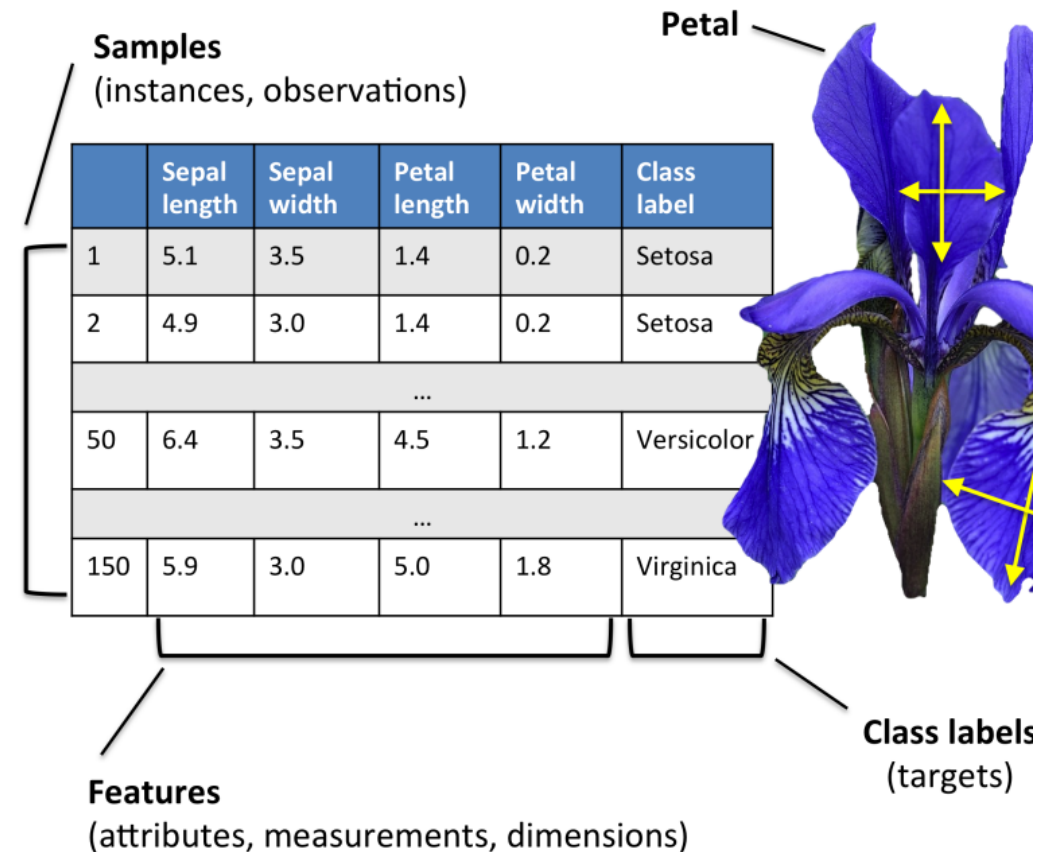 Petal
Samples
(instances, observations)
Sepal length Sepal width Petal length Petal width Class label
1 5.1 3.5 1.4 0.2 Setosa
2 4.9 3.0 1.4 0.2 Setosa
...
50 6.4 3.5 4.5 1.2 Versicolor
...
150 5.9 3.0 5.0 1.8 Virginica
Class labels
(targets)
Features
(attributes, measurements, dimensions)